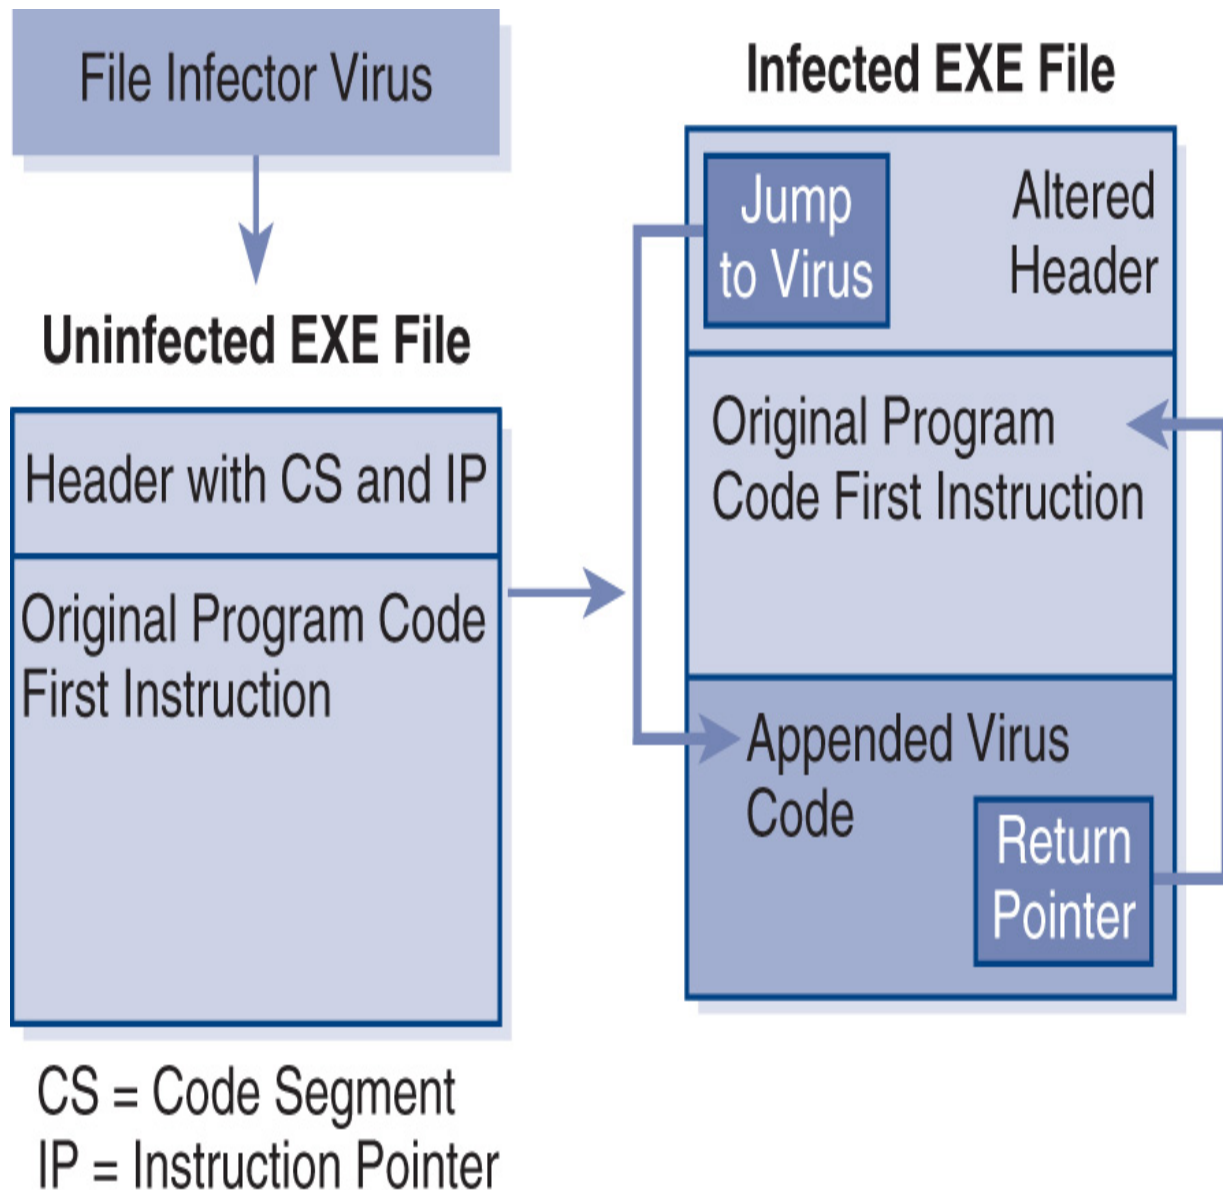 File Infector Virus
Uninfected EXE File
Header with CS and IP
Original Program Code
First Instruction
CS = Code Segment
IP = Instruction Pointer
Infected EXE File
Jump
to Virus
Altered
Header
Original Program
Code First Instruction
Appended Virus
Code
Return
Pointer